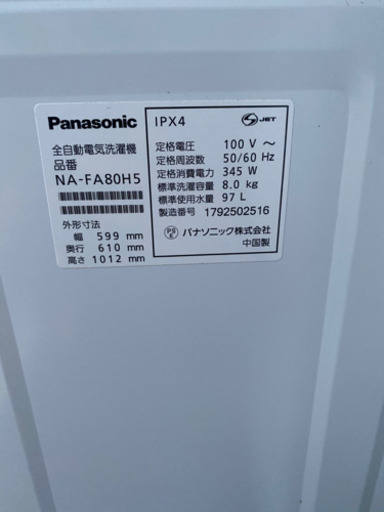 Panasonic
全自動電気洗濯機
品番
NA-FA80H5
外形寸法
幅 599 mm
奥行 610 mm
高さ 1012 mm
IPX4
S JET
定格電圧 100 V ～
定格周波数 50/60 Hz
定格消費電力 345 W
標準洗濯容量 8.0 kg
標準使用水量 97 L
製造番号 1792502516
PS E パナソニック株式会社
中国製